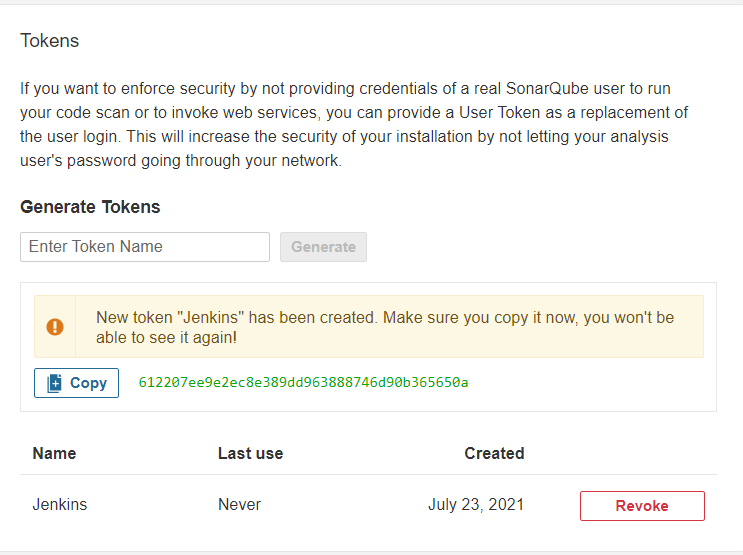 Tokens
If you want to enforce security by not providing credentials of a real SonarQube user to run
your code scan or to invoke web services, you can provide a User Token as a replacement of
the user login. This will increase the security of your installation by not letting your analysis
user's password going through your network.
Generate Tokens
Enter Token Name
Generate
New token "Jenkins" has been created. Make sure you copy it now, you won't be
able to see it again!
Copy
612207ee9e2ec8e389dd963888746d90b365650a
Name Last use Created
Jenkins Never July 23, 2021 Revoke